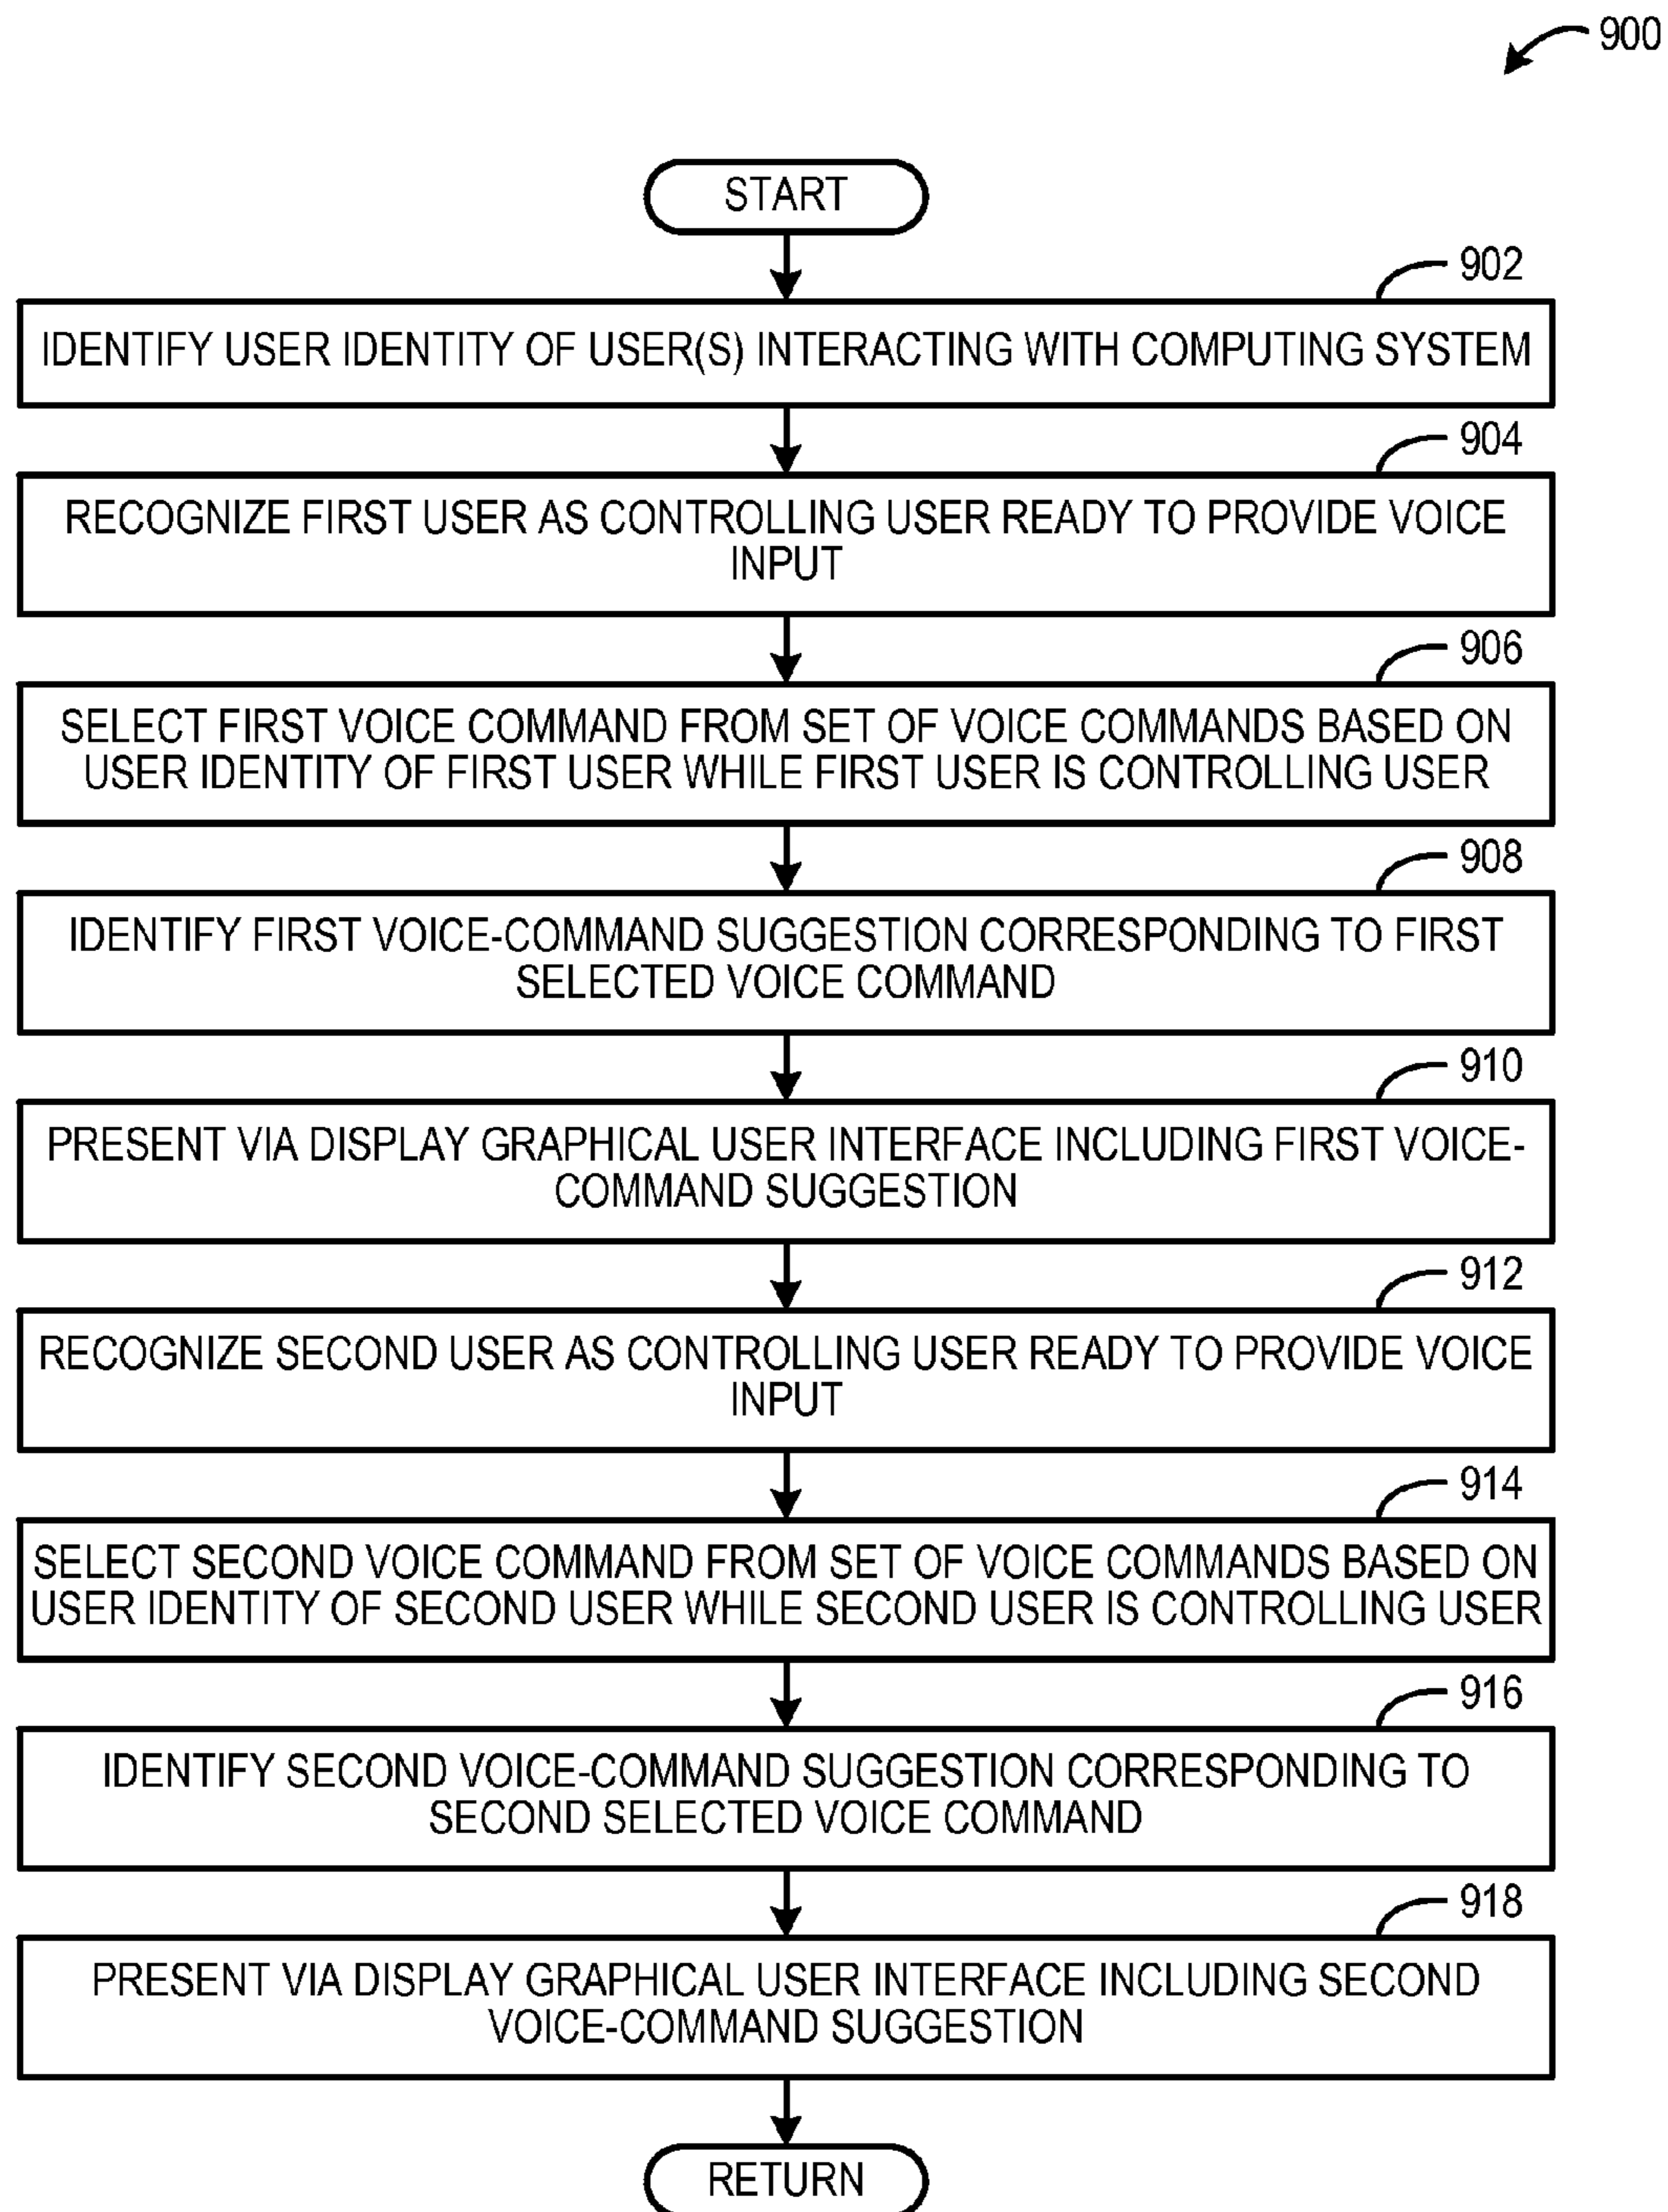 900
START
902
IDENTIFY USER IDENTITY OF USER(S) INTERACTING WITH COMPUTING SYSTEM
904
RECOGNIZE FIRST USER AS CONTROLLING USER READY TO PROVIDE VOICE
INPUT
906
SELECT FIRST VOICE COMMAND FROM SET OF VOICE COMMANDS BASED ON
USER IDENTITY OF FIRST USER WHILE FIRST USER IS CONTROLLING USER
908
IDENTIFY FIRST VOICE-COMMAND SUGGESTION CORRESPONDING TO FIRST
SELECTED VOICE COMMAND
910
PRESENT VIA DISPLAY GRAPHICAL USER INTERFACE INCLUDING FIRST VOICE-
COMMAND SUGGESTION
912
RECOGNIZE SECOND USER AS CONTROLLING USER READY TO PROVIDE VOICE
INPUT
914
SELECT SECOND VOICE COMMAND FROM SET OF VOICE COMMANDS BASED ON
USER IDENTITY OF SECOND USER WHILE SECOND USER IS CONTROLLING USER
916
IDENTIFY SECOND VOICE-COMMAND SUGGESTION CORRESPONDING TO
SECOND SELECTED VOICE COMMAND
918
PRESENT VIA DISPLAY GRAPHICAL USER INTERFACE INCLUDING SECOND
VOICE-COMMAND SUGGESTION
RETURN